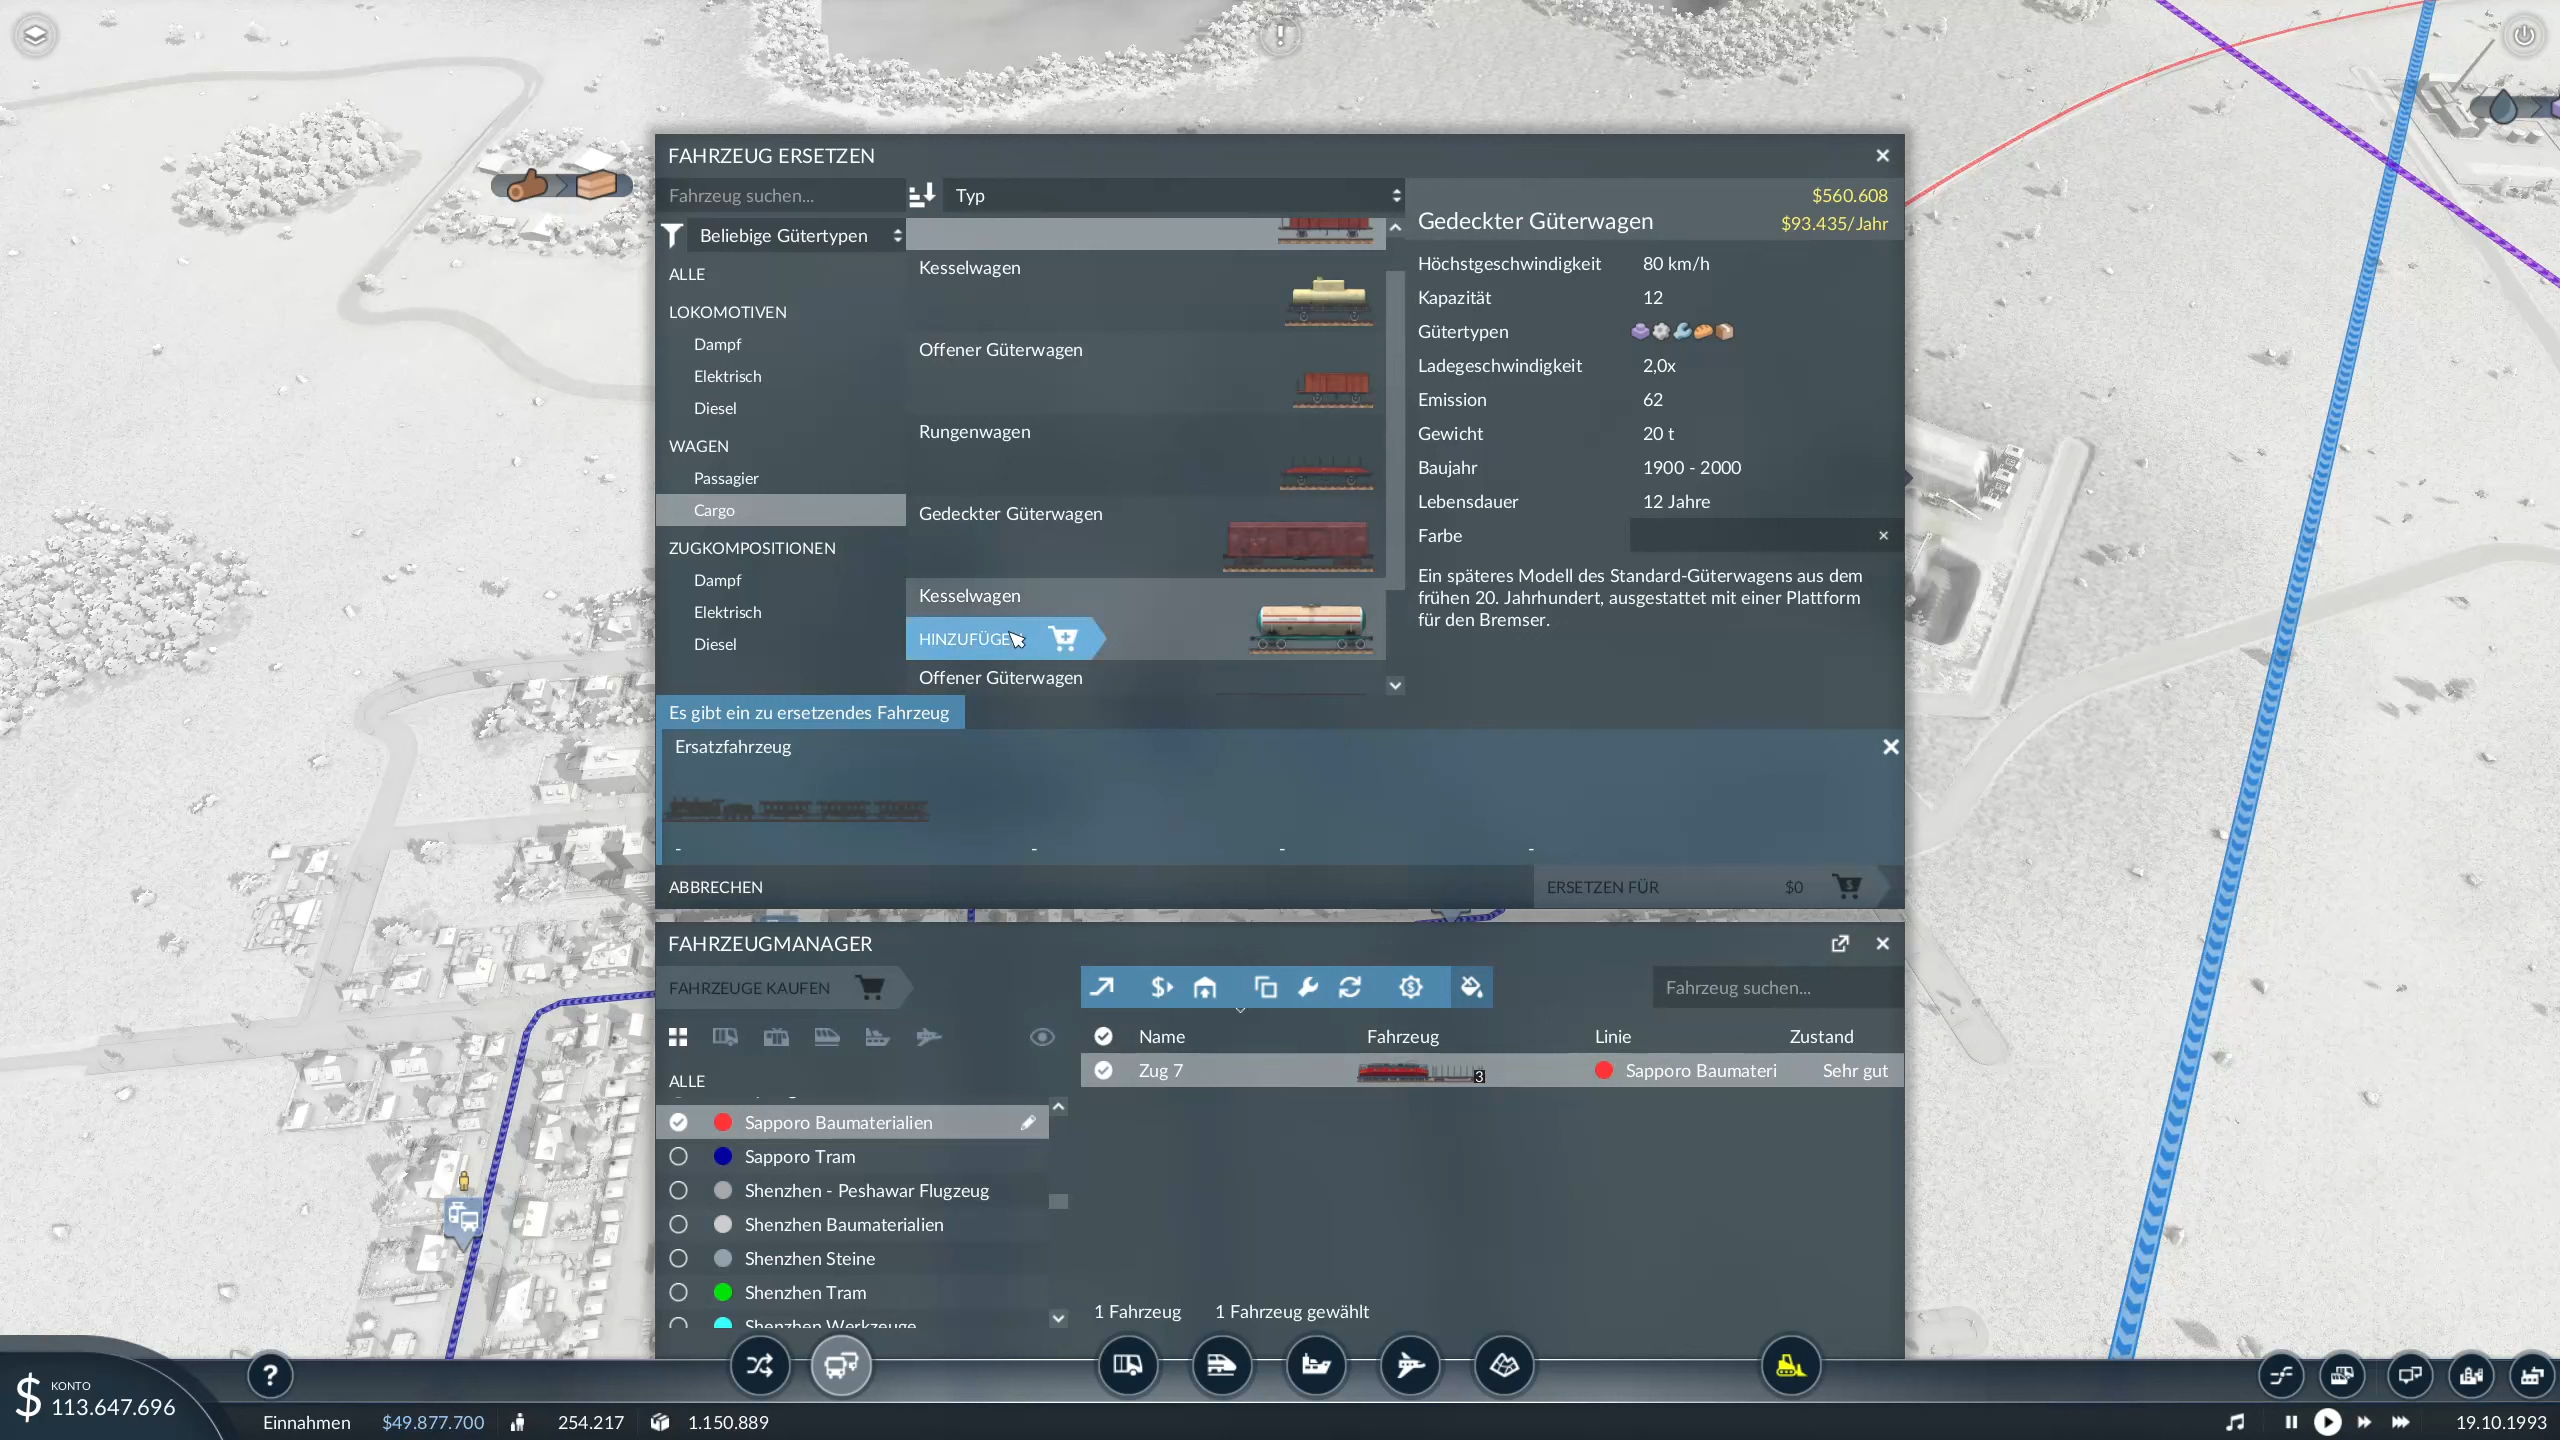 FAHRZEUG ERSETZEN
Fahrzeug suchen...
Typ
Beliebige Gütertypen
ALLE
LOKOMOTIVEN
Dampf
Elektrisch
Diesel
WAGEN
Passagier
Cargo
ZUGKOMPOSITIONEN
Dampf
Elektrisch
Diesel
Kesselwagen
Offener Güterwagen
Rungenwagen
Gedeckter Güterwagen
Kesselwagen
HINZUFÜGE
Offener Güterwagen
$560.608
Gedeckter Güterwagen
$93.435/Jahr
Höchstgeschwindigkeit 80 km/h
Kapazität 12
Gütertypen
Ladegeschwindigkeit 2,0x
Emission 62
Gewicht 20 t
Baujahr 1900 - 2000
Lebensdauer 12 Jahre
Farbe
Ein späteres Modell des Standard-Güterwagens aus dem
frühen 20. Jahrhundert, ausgestattet mit einer Plattform
für den Bremser.
Es gibt ein zu ersetzendes Fahrzeug
Ersatzfahrzeug
- - - -
ABBRECHEN
ERSETZEN FÜR $0
FAHRZEUGMANAGER
FAHRZEUGE KAUFEN
Fahrzeug suchen...
ALLE
Sapporo Baumaterialien
Sapporo Tram
Shenzhen - Peshawar Flugzeug
Shenzhen Baumaterialien
Shenzhen Steine
Shenzhen Tram
Shenzhen Werkzeuge
Name Fahrzeug Linie Zustand
Zug 7 3 Sapporo Baumateri Sehr gut
1 Fahrzeug 1 Fahrzeug gewählt
?
$ KONTO
113.647.696
Einnahmen $49.877.700 254.217 1.150.889
19.10.1993